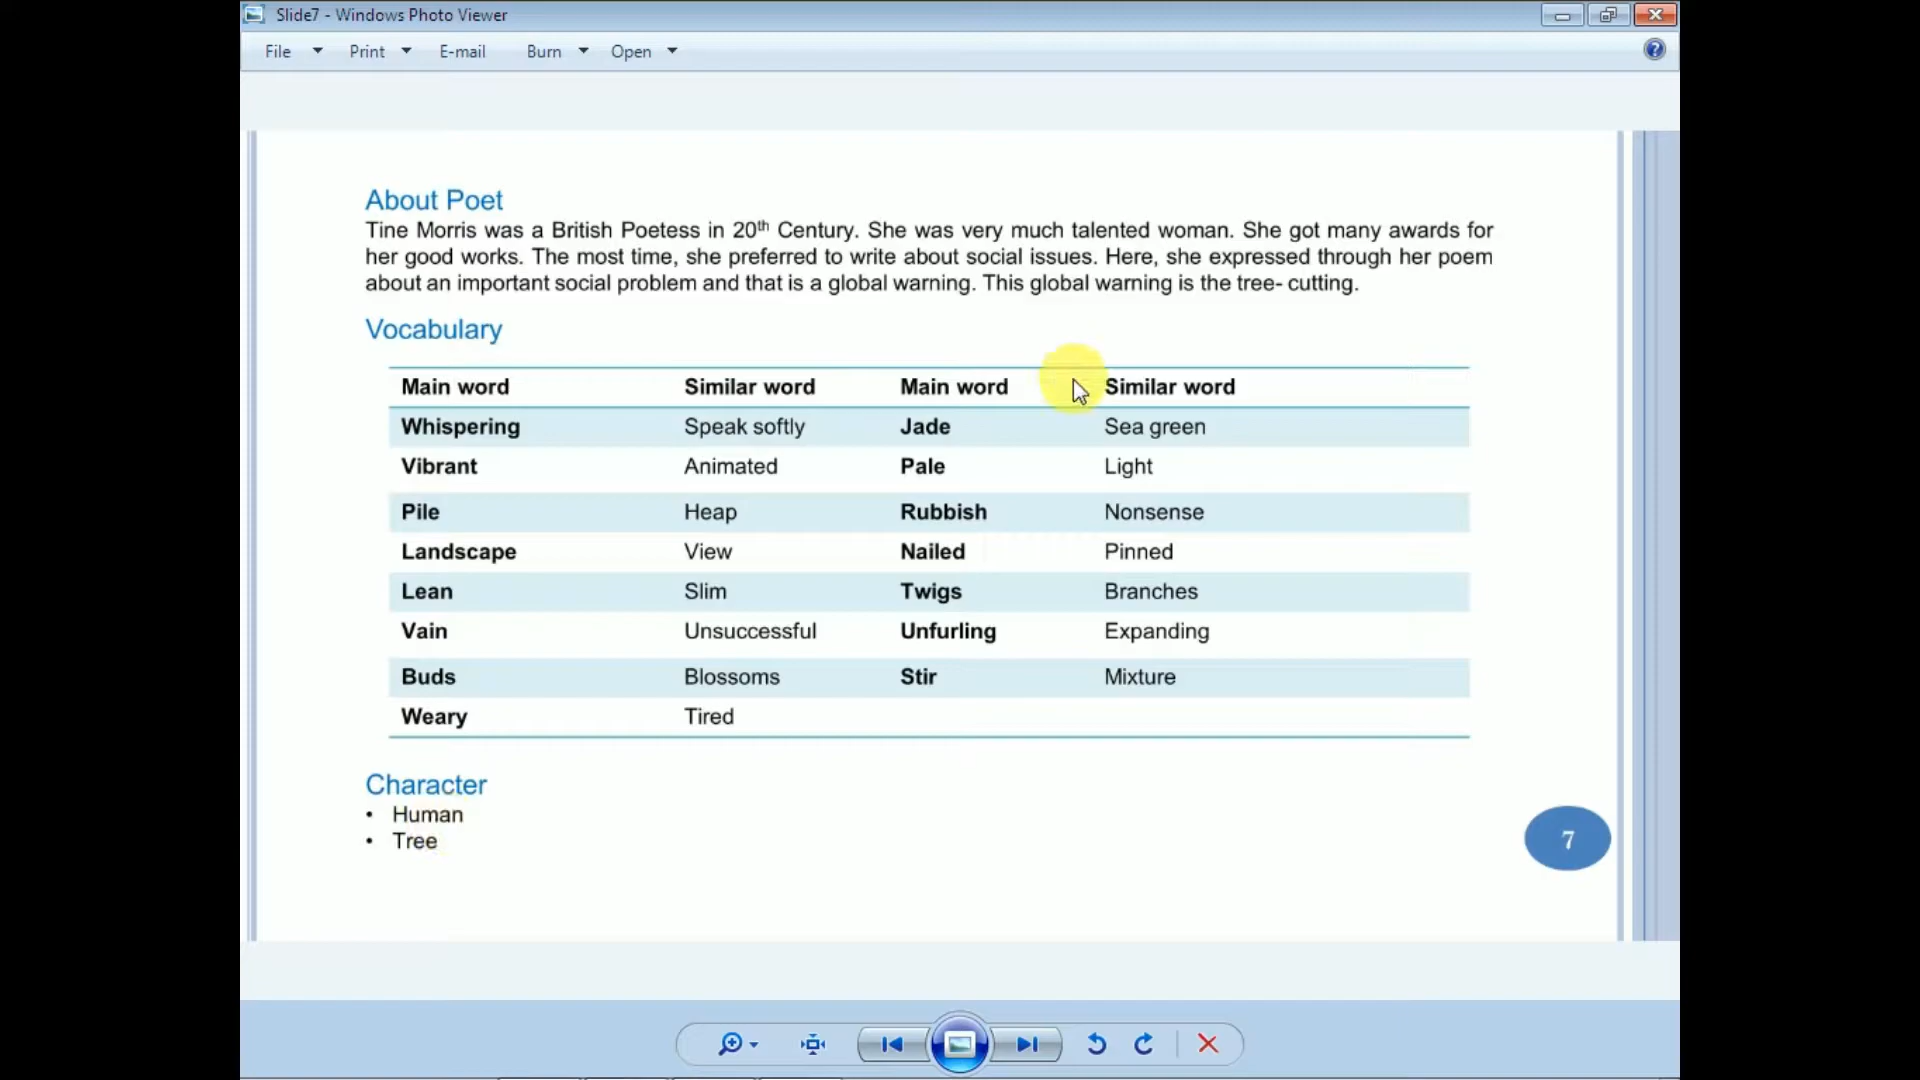 Slide7 - Windows Photo Viewer
File Print E-mail Burn Open
About Poet
Tine Morris was a British Poetess in 20th Century. She was very much talented woman. She got many awards for
her good works. The most time, she preferred to write about social issues. Here, she expressed through her poem
about an important social problem and that is a global warning. This global warning is the tree- cutting.
Vocabulary
Main word Similar word Main word Similar word
Whispering Speak softly Jade Sea green
Vibrant Animated Pale Light
Pile Heap Rubbish Nonsense
Landscape View Nailed Pinned
Lean Slim Twigs Branches
Vain Unsuccessful Unfurling Expanding
Buds Blossoms Stir Mixture
Weary Tired
Character
• Human
• Tree
7